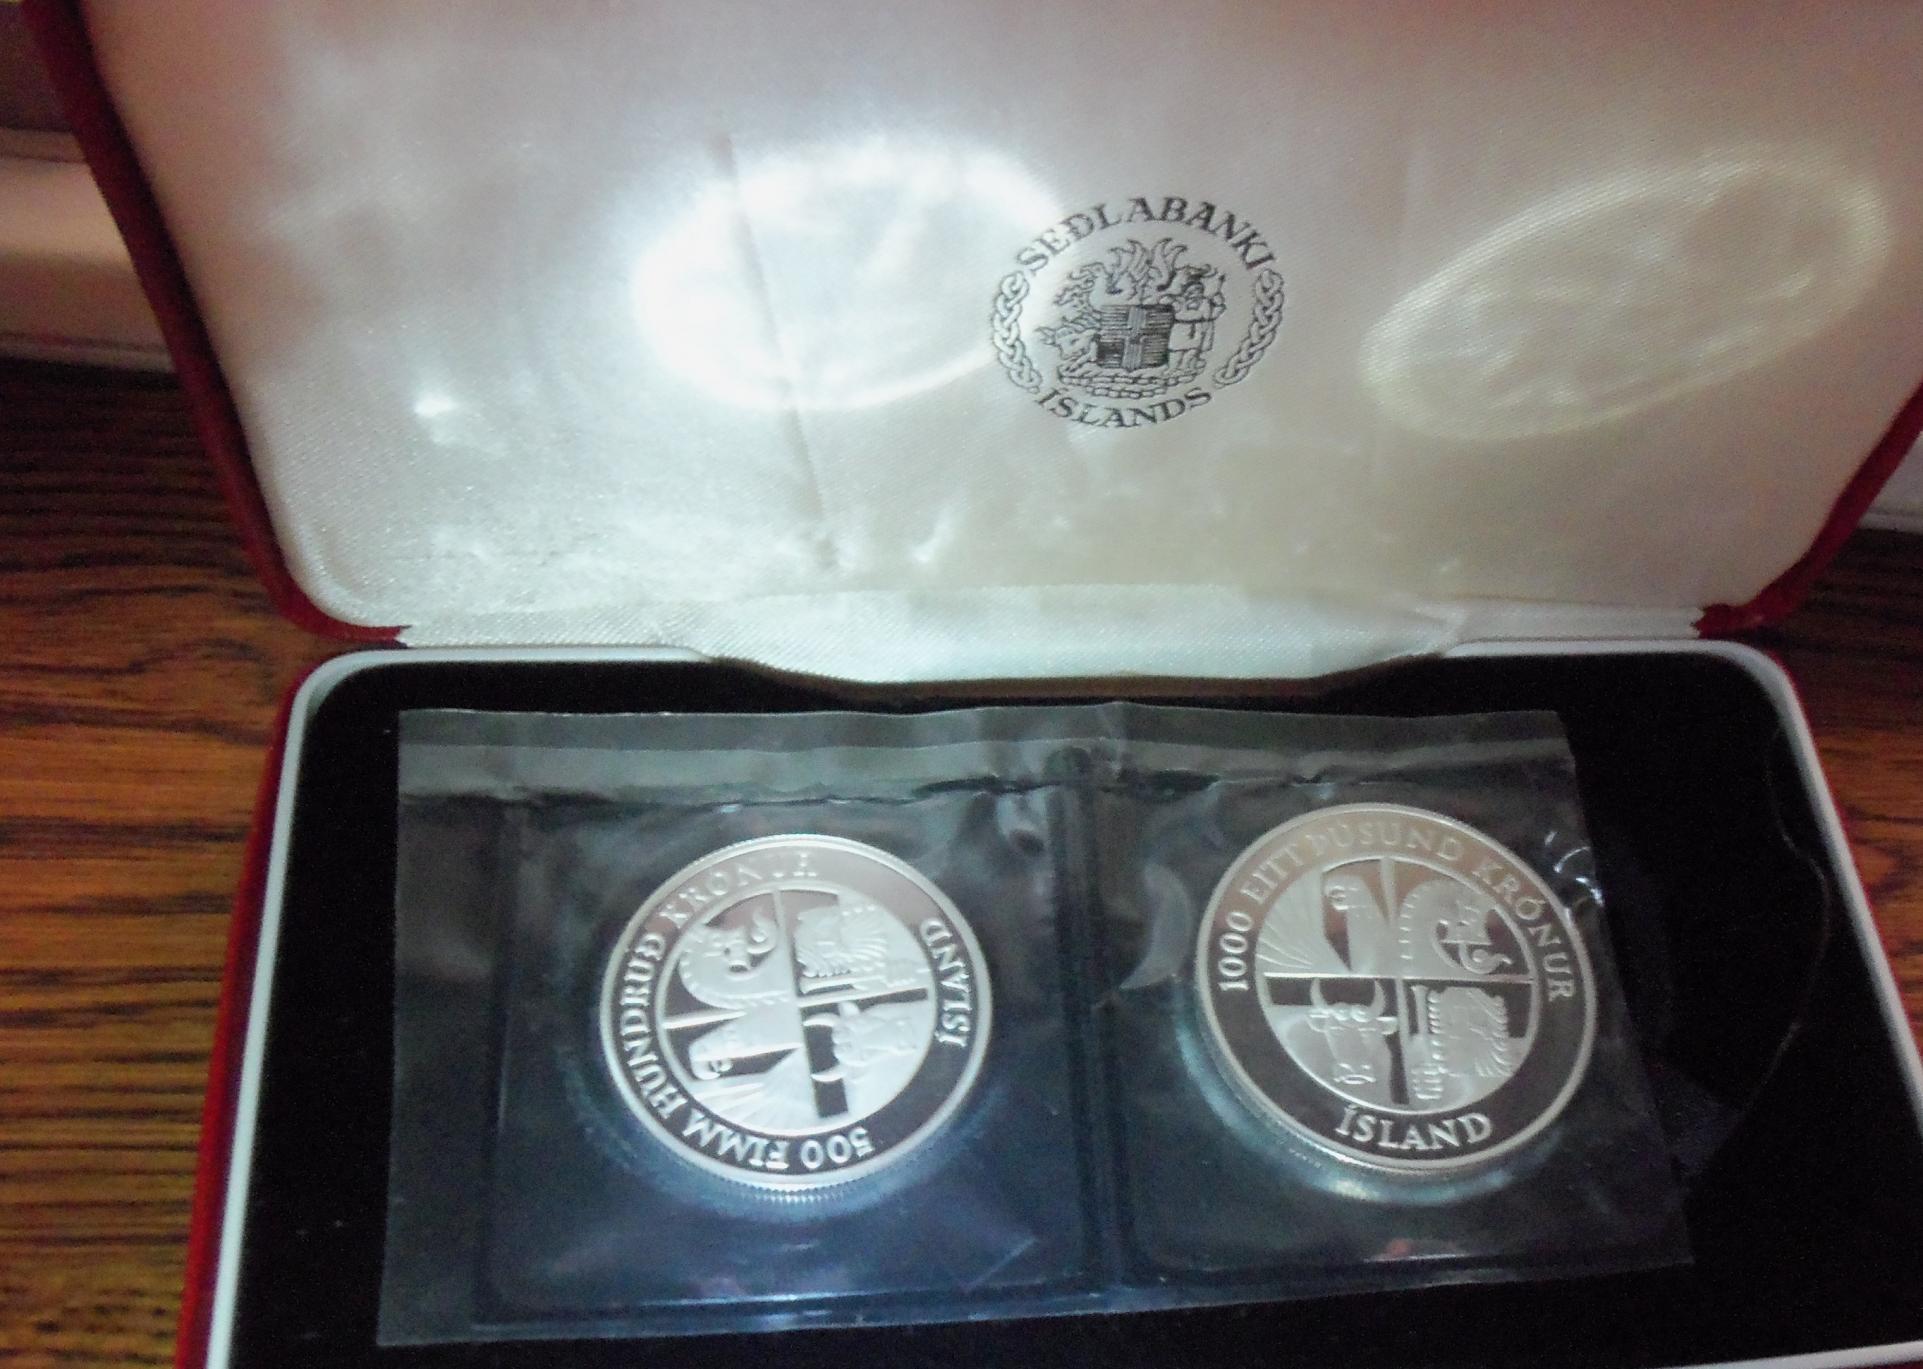 SEÐLABANKI
ÍSLANDS
500 FIMM HUNDRUÐ KRÓNUR
ÍSLAND
1000 EITT ÞÚSUND KRÓNUR
ÍSLAND